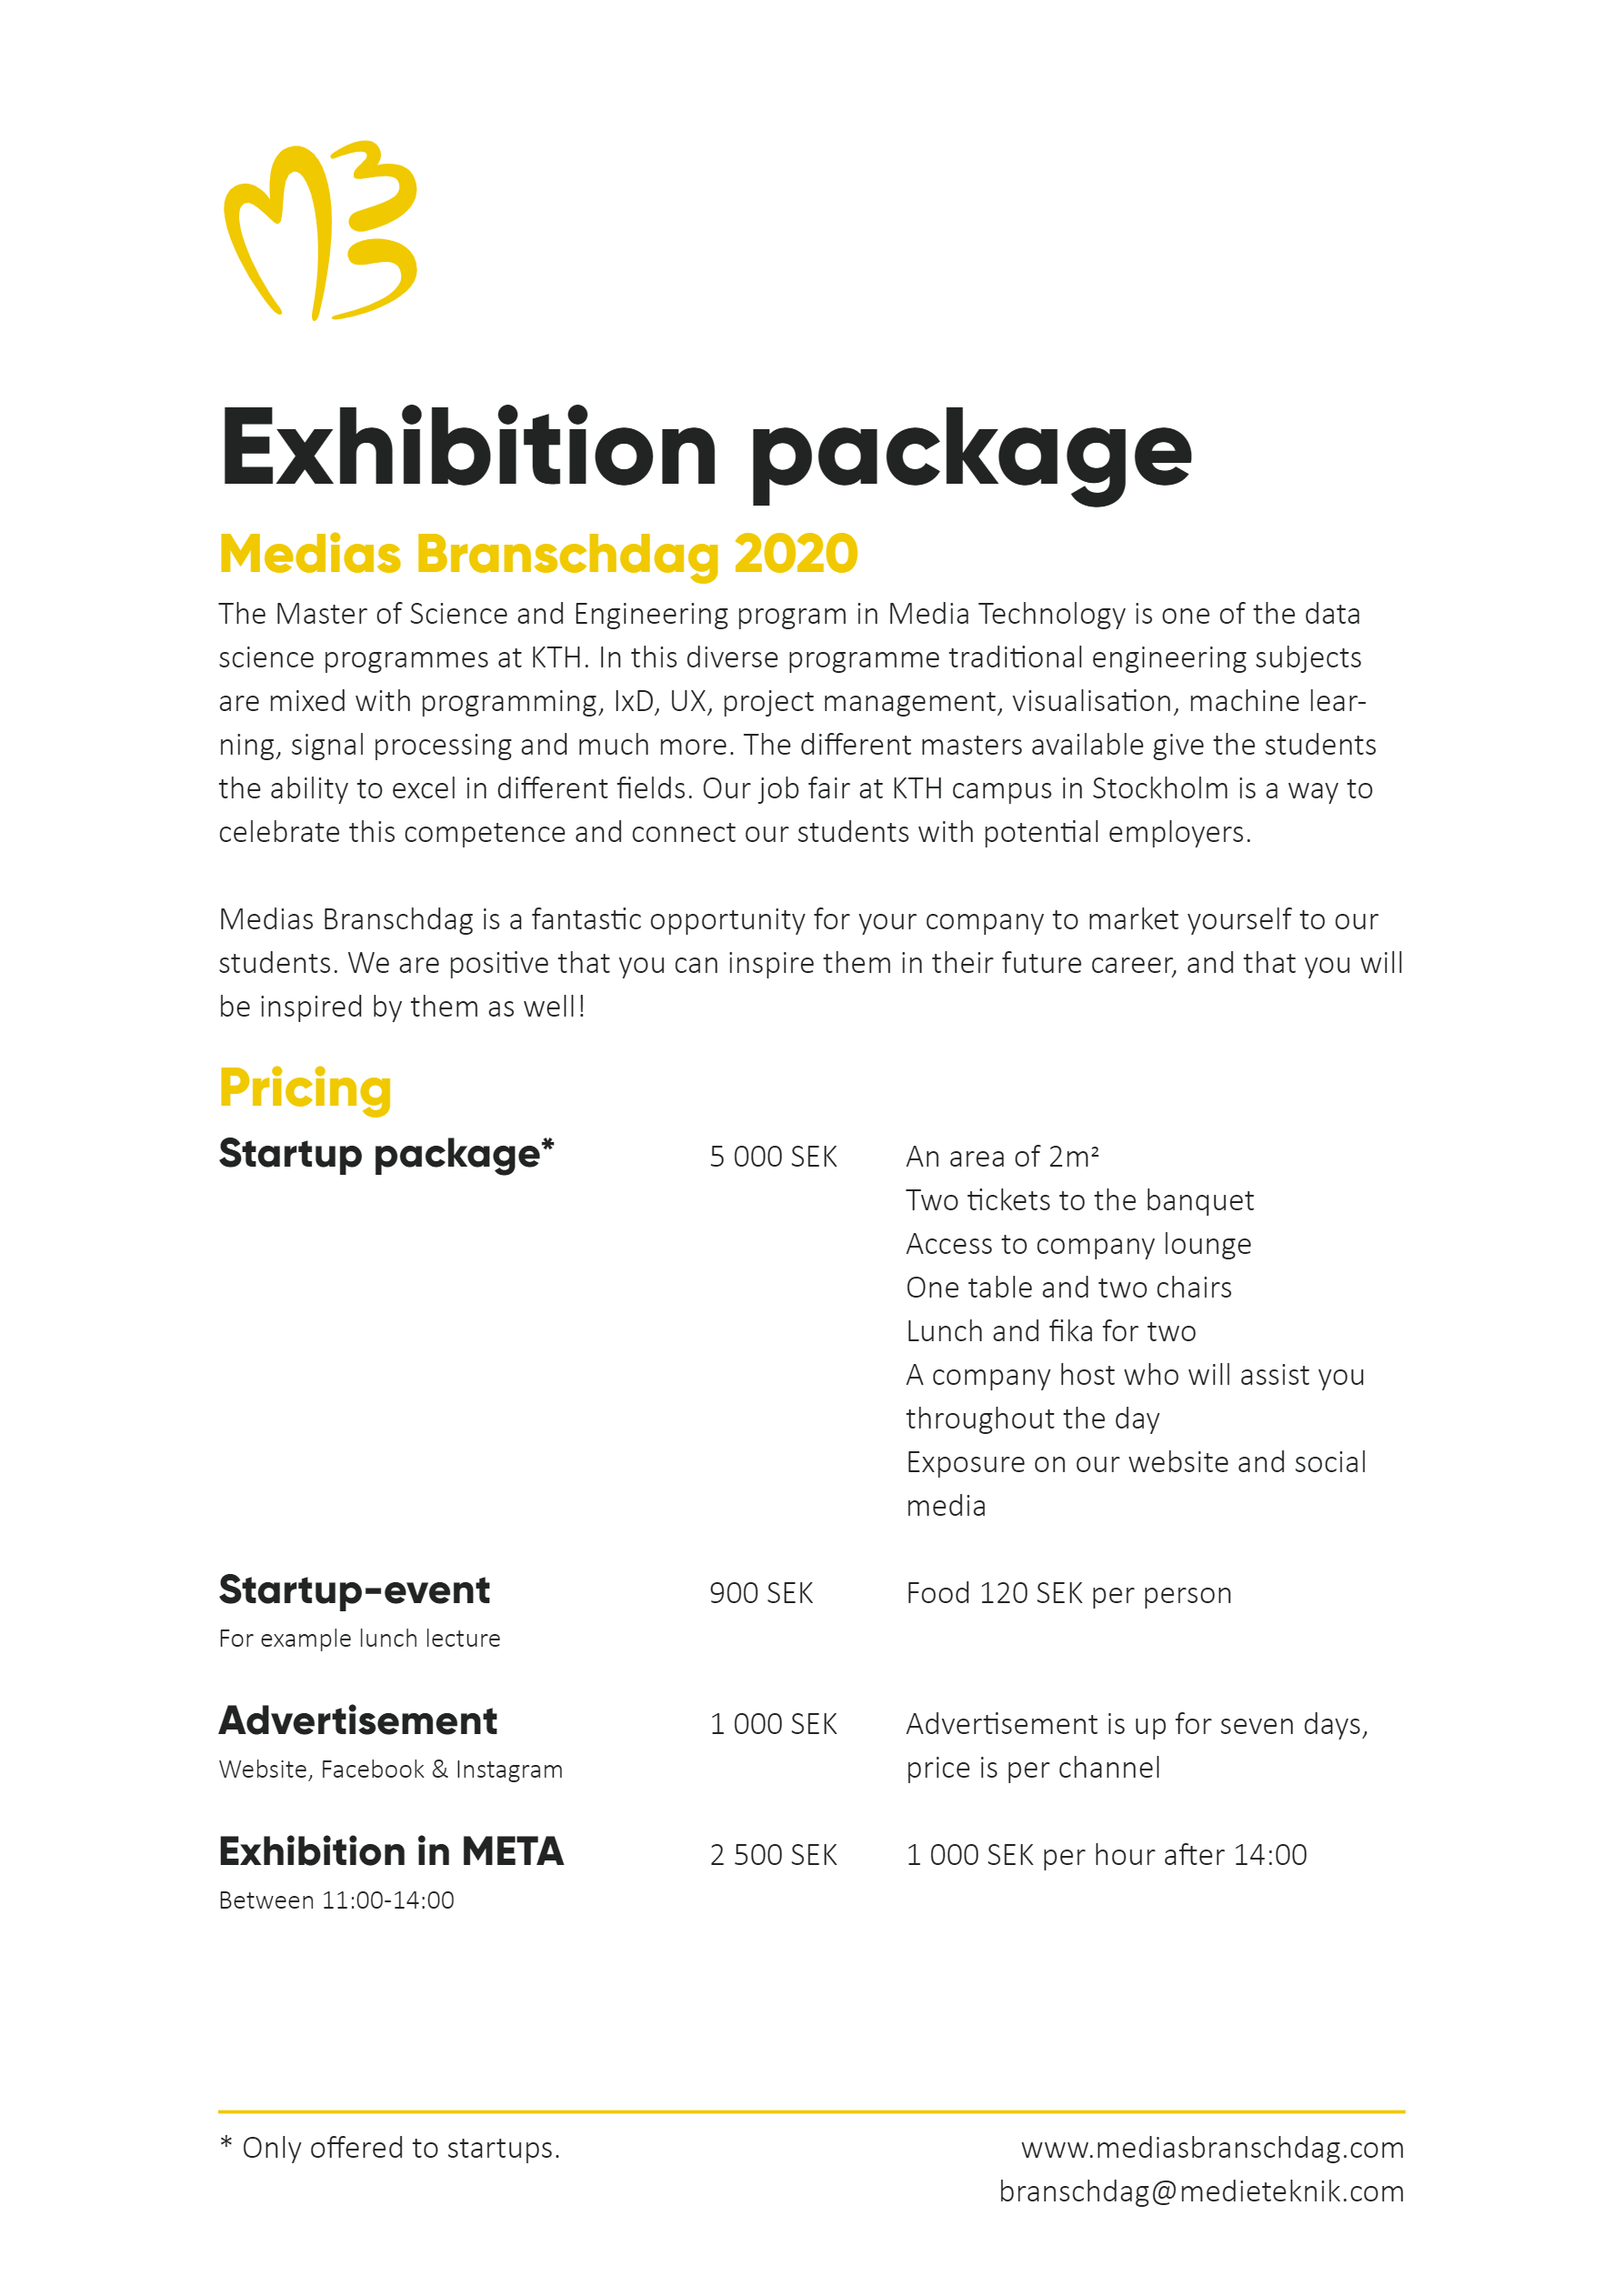 MB
Exhibition package
Medias Branschdag 2020
The Master of Science and Engineering program in Media Technology is one of the data
science programmes at KTH. In this diverse programme traditional engineering subjects
are mixed with programming, IxD, UX, project management, visualisation, machine lear-
ning, signal processing and much more. The different masters available give the students
the ability to excel in different fields. Our job fair at KTH campus in Stockholm is a way to
celebrate this competence and connect our students with potential employers.
Medias Branschdag is a fantastic opportunity for your company to market yourself to our
students. We are positive that you can inspire them in their future career, and that you will
be inspired by them as well!
Pricing
Startup package* 5 000 SEK An area of 2m²
Two tickets to the banquet
Access to company lounge
One table and two chairs
Lunch and fika for two
A company host who will assist you
throughout the day
Exposure on our website and social
media
Startup-event 900 SEK Food 120 SEK per person
For example lunch lecture
Advertisement 1 000 SEK Advertisement is up for seven days,
Website, Facebook & Instagram price is per channel
Exhibition in META 2 500 SEK 1 000 SEK per hour after 14:00
Between 11:00-14:00
* Only offered to startups. www.mediasbranschdag.com
branschdag@medieteknik.com